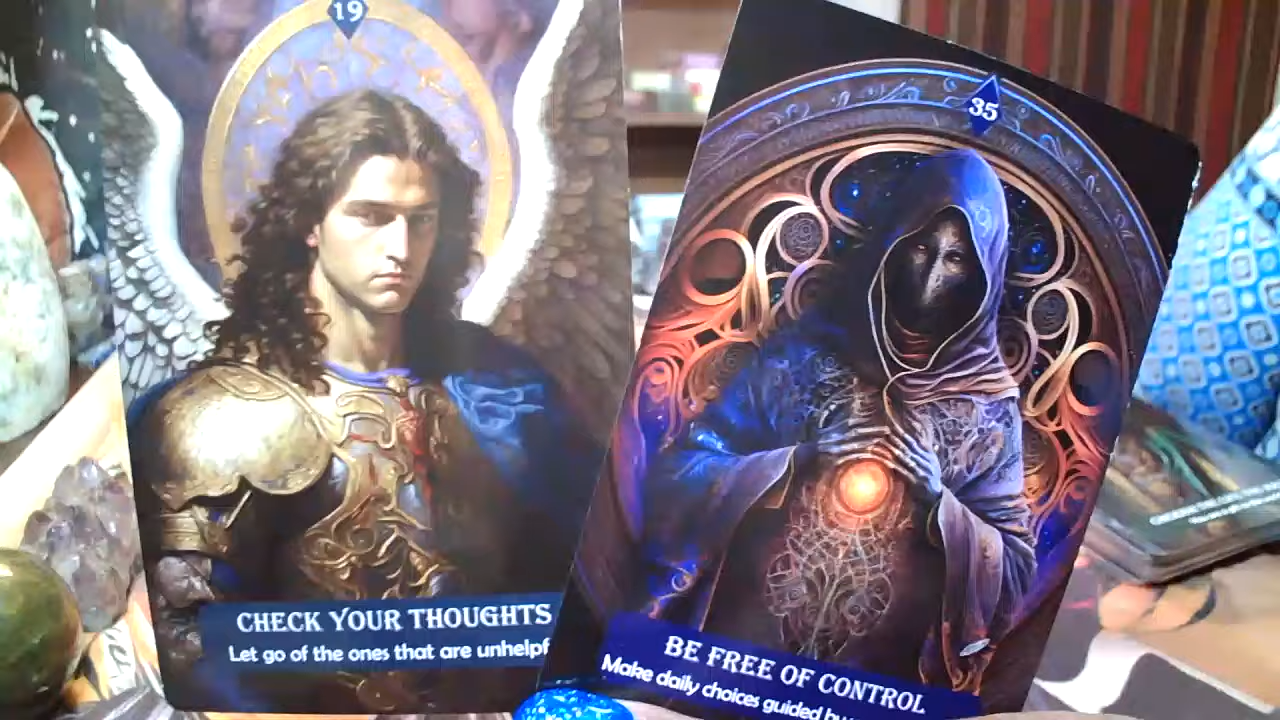 19
CHECK YOUR THOUGHTS
Let go of the ones that are unhelpf
35
BE FREE OF CONTROL
Make daily choices guided by